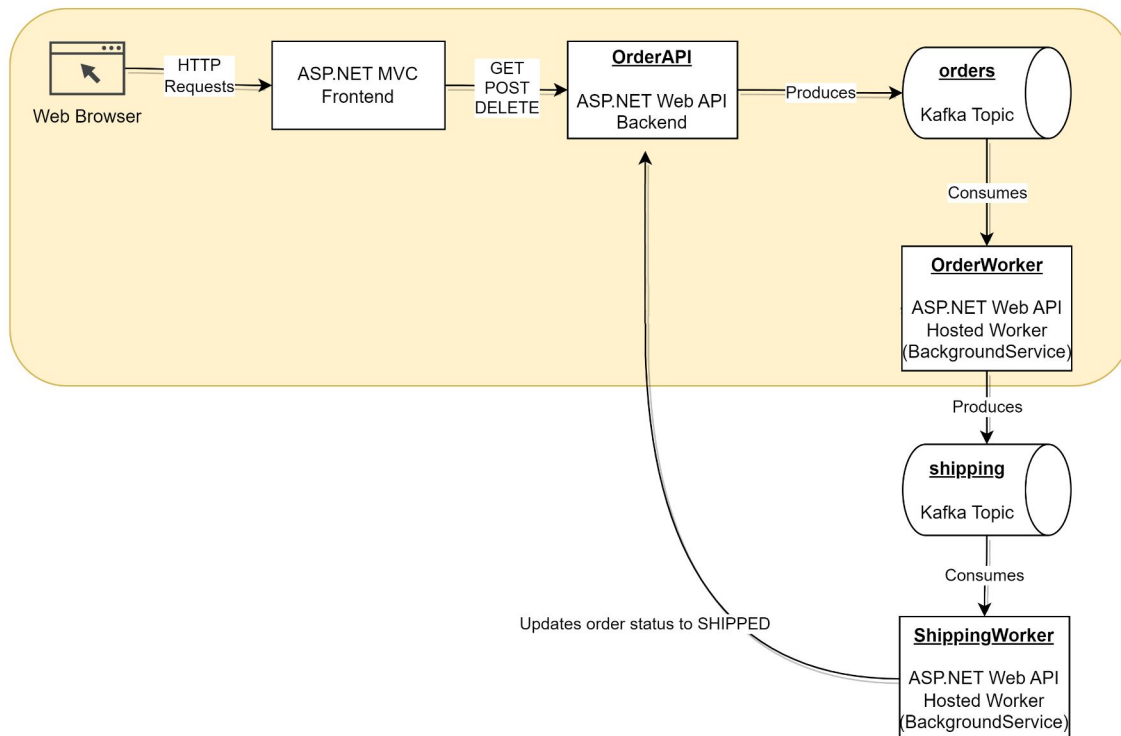 Web Browser
HTTP
Requests
ASP.NET MVC
Frontend
GET
POST
DELETE
OrderAPI
ASP.NET Web API
Backend
Produces
orders
Kafka Topic
Consumes
OrderWorker
ASP.NET Web API
Hosted Worker
(BackgroundService)
Produces
shipping
Kafka Topic
Consumes
ShippingWorker
ASP.NET Web API
Hosted Worker
(BackgroundService)
Updates order status to SHIPPED